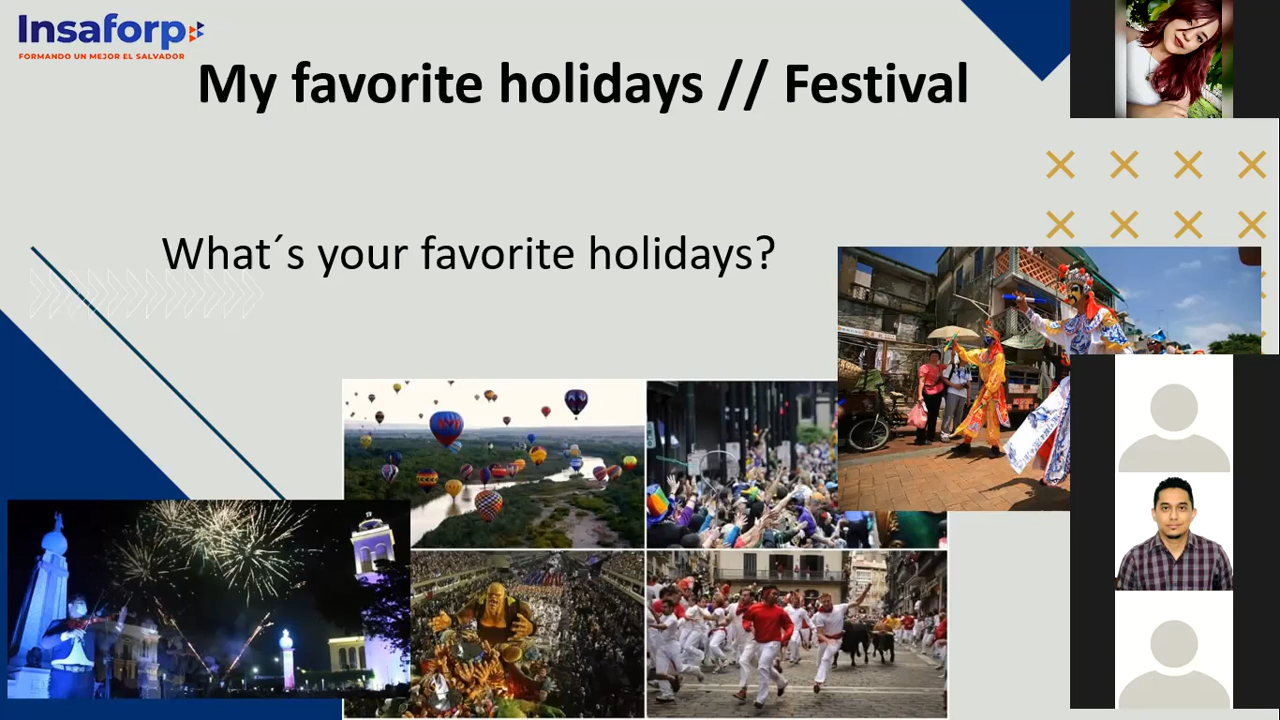 Insaforp
FORMANDO UN MEJOR EL SALVADOR
My favorite holidays // Festival
What´s your favorite holidays?